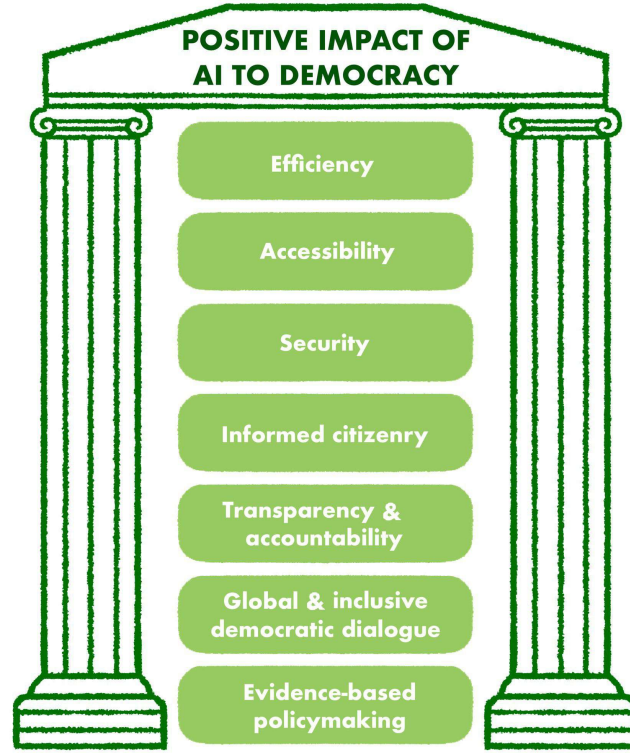 POSITIVE IMPACT OF
AI TO DEMOCRACY
Efficiency
Accessibility
Security
Informed citizenry
Transparency &
accountability
Global & inclusive
democratic dialogue
Evidence-based
policymaking